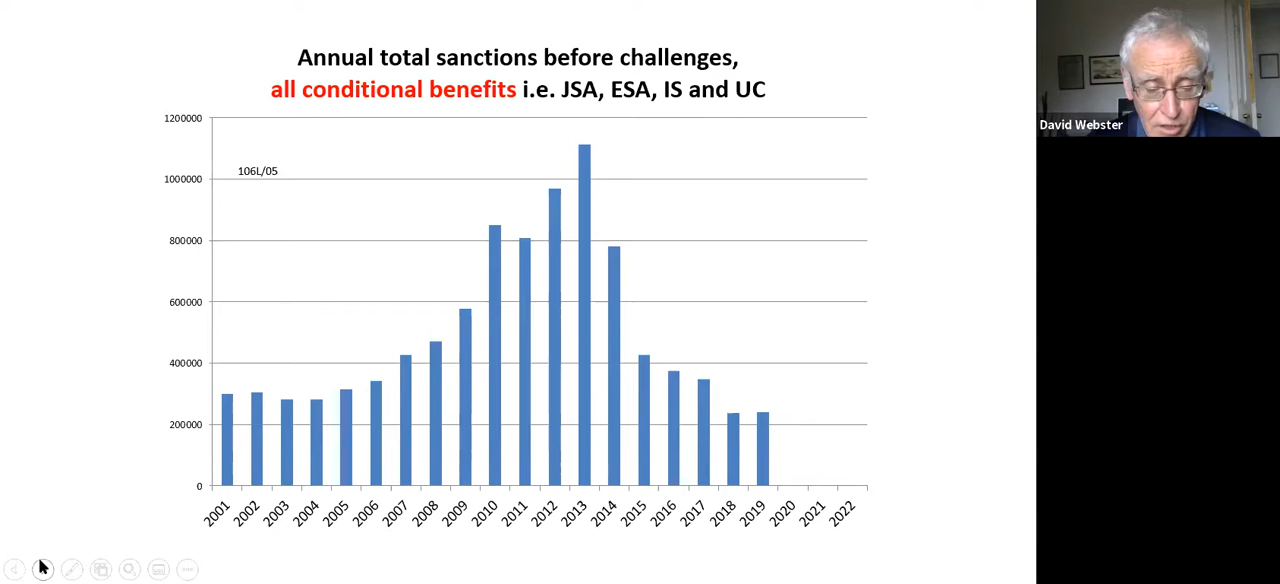 Annual total sanctions before challenges,
all conditional benefits i.e. JSA, ESA, IS and UC
1200000
106L/05
1000000
800000
600000
400000
200000
0
2001 2002 2003 2004 2005 2006 2007 2008 2009 2010 2011 2012 2013 2014 2015 2016 2017 2018 2019 2020 2021 2022
David Webster